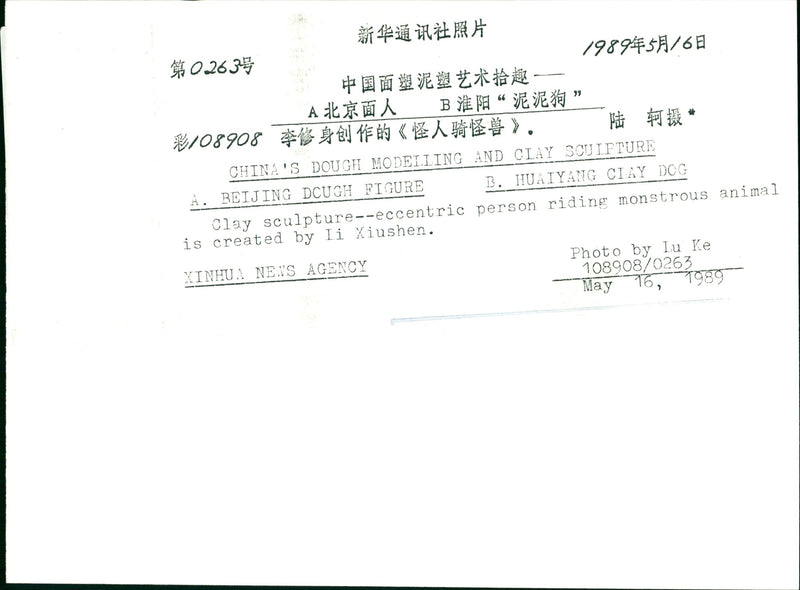 新华通讯社照片
第0263号
1989年5月16日
中国面塑泥塑艺术拾趣——
A北京面人 B淮阳“泥泥狗”
彩108908 李修身创作的《怪人骑怪兽》. 陆 轲摄*
CHINA'S DOUGH MODELLING AND CLAY SCULPTURE
A. BEIJING DOUGH FIGURE B. HUAIYANG CLAY DOG
Clay sculpture--eccentric person riding monstrous animal
is created by Li Xiushen.
XINHUA NEWS AGENCY
Photo by Lu Ke
108908/0263
May 16, 1989